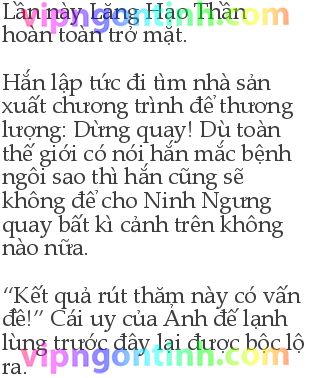 Lần này Lăng Hạo Thần
hoàn toàn trở mặt.
Hắn lập tức đi tìm nhà sản
xuất chương trình để thương
lượng: Dừng quay! Dù toàn
thế giới có nói hắn mắc bệnh
ngôi sao thì hắn cũng sẽ
không để cho Ninh Ngưng
quay bất kì cảnh trên không
nào nữa.
“Kết quả rút thăm này có vấn
đề!” Cái uy của Ảnh đế lạnh
lùng trước đây lại được bộc lộ
ra.
vipngontinh.com
vipngontinh.com